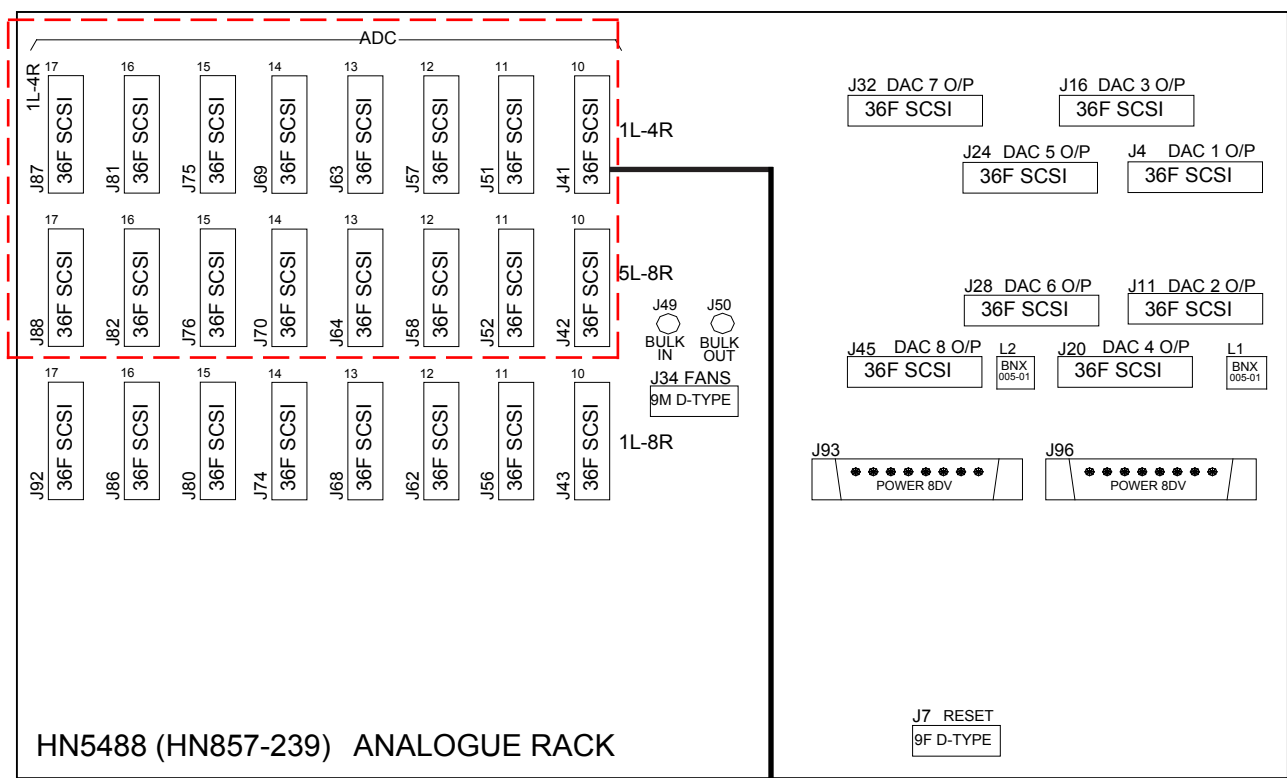 ADC
1L-4R
17 16 15 14 13 12 11 10
J87 36F SCSI J81 36F SCSI J75 36F SCSI J69 36F SCSI J63 36F SCSI J57 36F SCSI J51 36F SCSI J41 36F SCSI
1L-4R
17 16 15 14 13 12 11 10
J88 36F SCSI J82 36F SCSI J76 36F SCSI J70 36F SCSI J64 36F SCSI J58 36F SCSI J52 36F SCSI J42 36F SCSI
5L-8R
17 16 15 14 13 12 11 10
J92 36F SCSI J86 36F SCSI J80 36F SCSI J74 36F SCSI J68 36F SCSI J62 36F SCSI J56 36F SCSI J43 36F SCSI
1L-8R
J49 J50
BULK BULK
IN OUT
J34 FANS
9M D-TYPE
J32 DAC 7 O/P J16 DAC 3 O/P
36F SCSI 36F SCSI
J24 DAC 5 O/P J4 DAC 1 O/P
36F SCSI 36F SCSI
J28 DAC 6 O/P J11 DAC 2 O/P
36F SCSI 36F SCSI
J45 DAC 8 O/P L2 J20 DAC 4 O/P L1
36F SCSI BNX 36F SCSI BNX
005-01 005-01
J93 J96
POWER 8DV POWER 8DV
J7 RESET
9F D-TYPE
HN5488 (HN857-239) ANALOGUE RACK